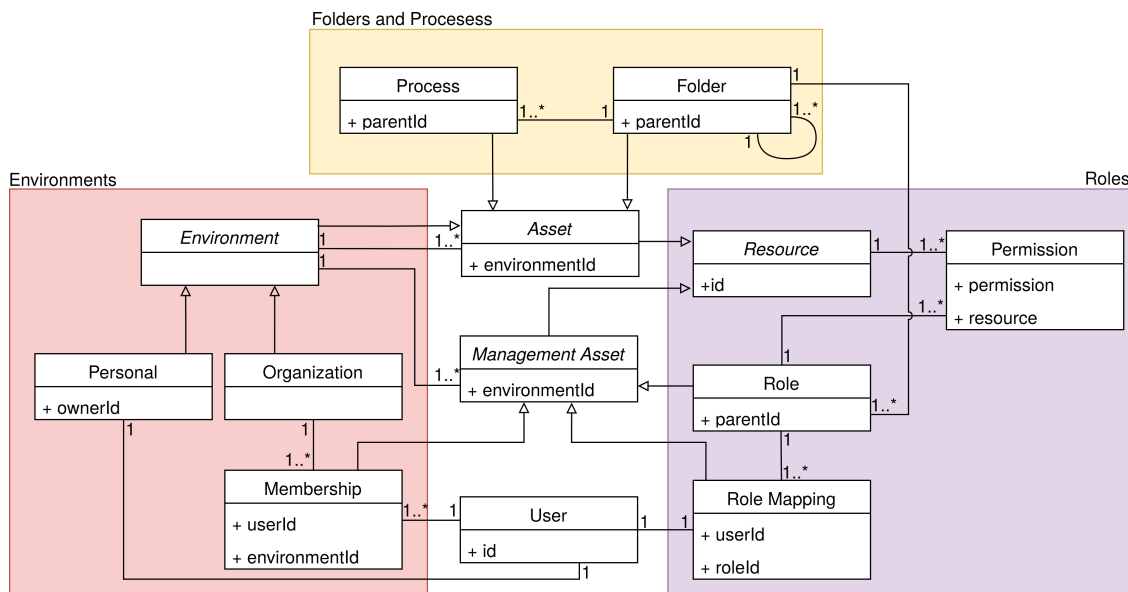 Folders and Procesess
Process
+ parentId
1..*
1
Folder
+ parentId
1
1..*
1
Environments
Environment
1
1
1..*
Asset
+ environmentId
Roles
Resource
+id
1
1..*
Permission
+ permission
+ resource
1..*
Personal
+ ownerId
1
Organization
1
1..*
1..*
Management Asset
+ environmentId
1
Role
+ parentId
1..*
1
1..*
Membership
+ userId
+ environmentId
1..*
1
User
+ id
1
1
1
Role Mapping
+ userId
+ roleId